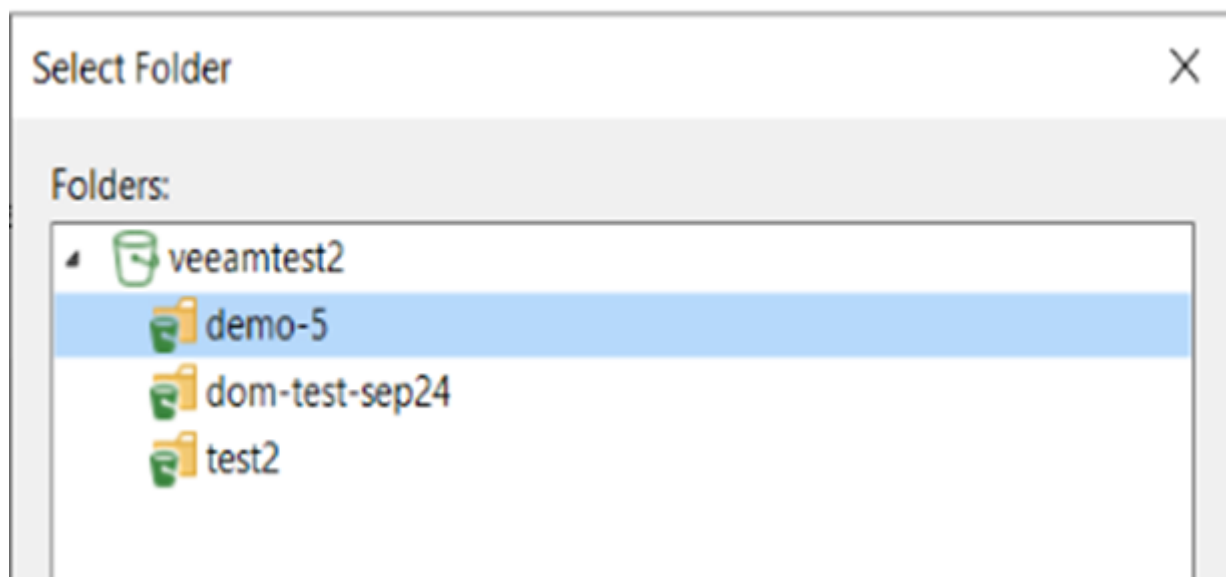 Select Folder
Folders:
veeamtest2
demo-5
dom-test-sep24
test2